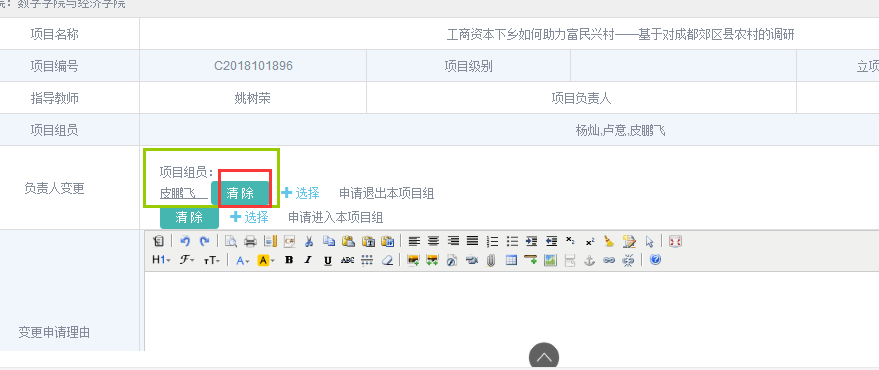 院：数学学院与经济学院
项目名称 工商资本下乡如何助力富民兴村——基于对成都郊区县农村的调研
项目编号 C2018101896 项目级别 立项
指导教师 姚树荣 项目负责人
项目组员 杨灿,卢意,皮鹏飞
负责人变更
项目组员：
皮鹏飞 清除 选择 申请退出本项目组
清除 选择 申请进入本项目组
H1 F TT A A B I U ABC
变更申请理由